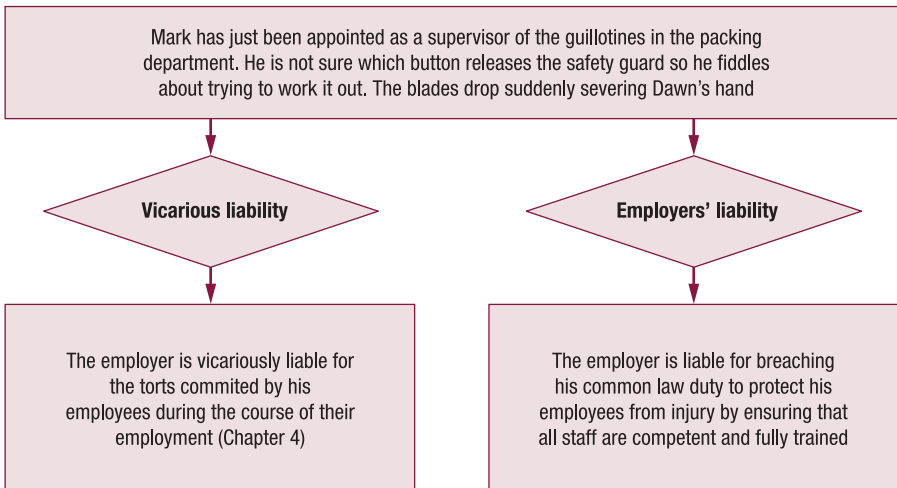 Mark has just been appointed as a supervisor of the guillotines in the packing
department. He is not sure which button releases the safety guard so he fiddles
about trying to work it out. The blades drop suddenly severing Dawn’s hand
Vicarious liability
Employers’ liability
The employer is vicariously liable for
the torts commited by his
employees during the course of their
employment (Chapter 4)
The employer is liable for breaching
his common law duty to protect his
employees from injury by ensuring that
all staff are competent and fully trained